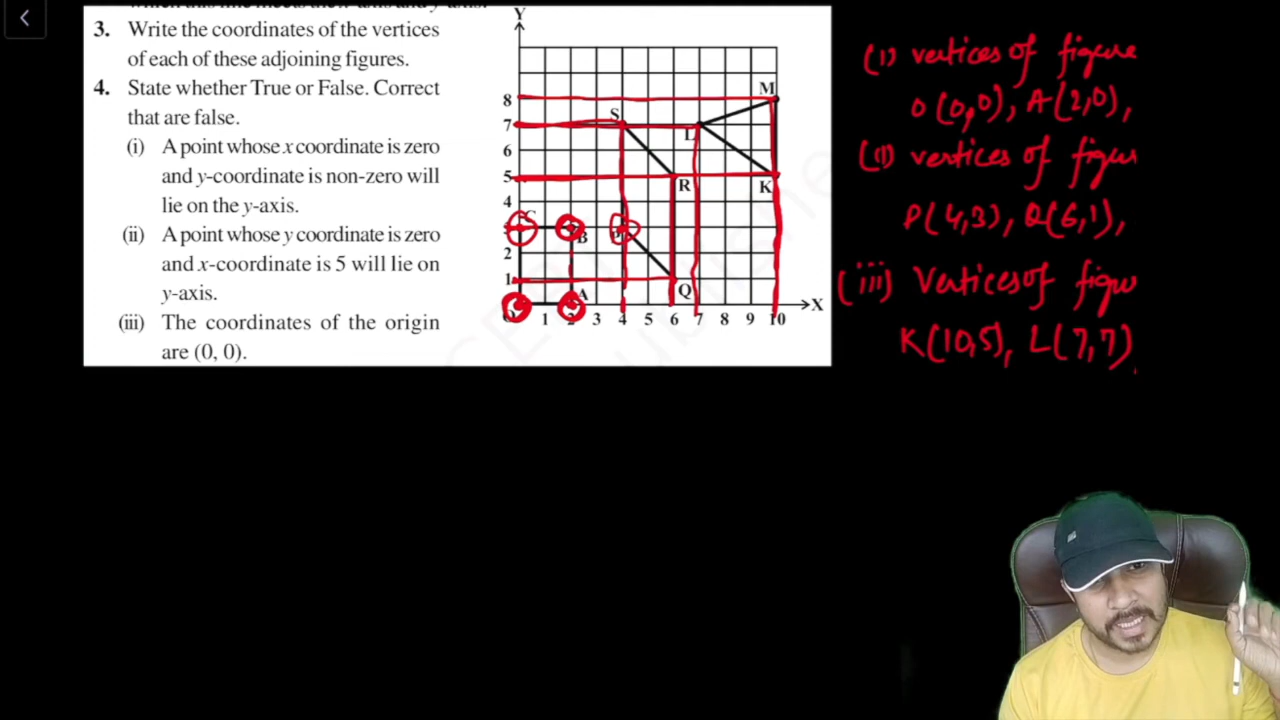 3. Write the coordinates of the vertices
of each of these adjoining figures.
4. State whether True or False. Correct
that are false.
(i) A point whose x coordinate is zero
and y-coordinate is non-zero will
lie on the y-axis.
(ii) A point whose y coordinate is zero
and x-coordinate is 5 will lie on
y-axis.
(iii) The coordinates of the origin
are (0, 0).
Y
8 M
7 S L
6
5 R K
4
3 C B P
2
1 A Q
O 1 2 3 4 5 6 7 8 9 10 X
(i) vertices of figure
O(0,0), A(2,0),
(ii) vertices of figur
P(4,3), Q(6,1),
(iii) Vertices of figu
K(10,5), L(7,7)